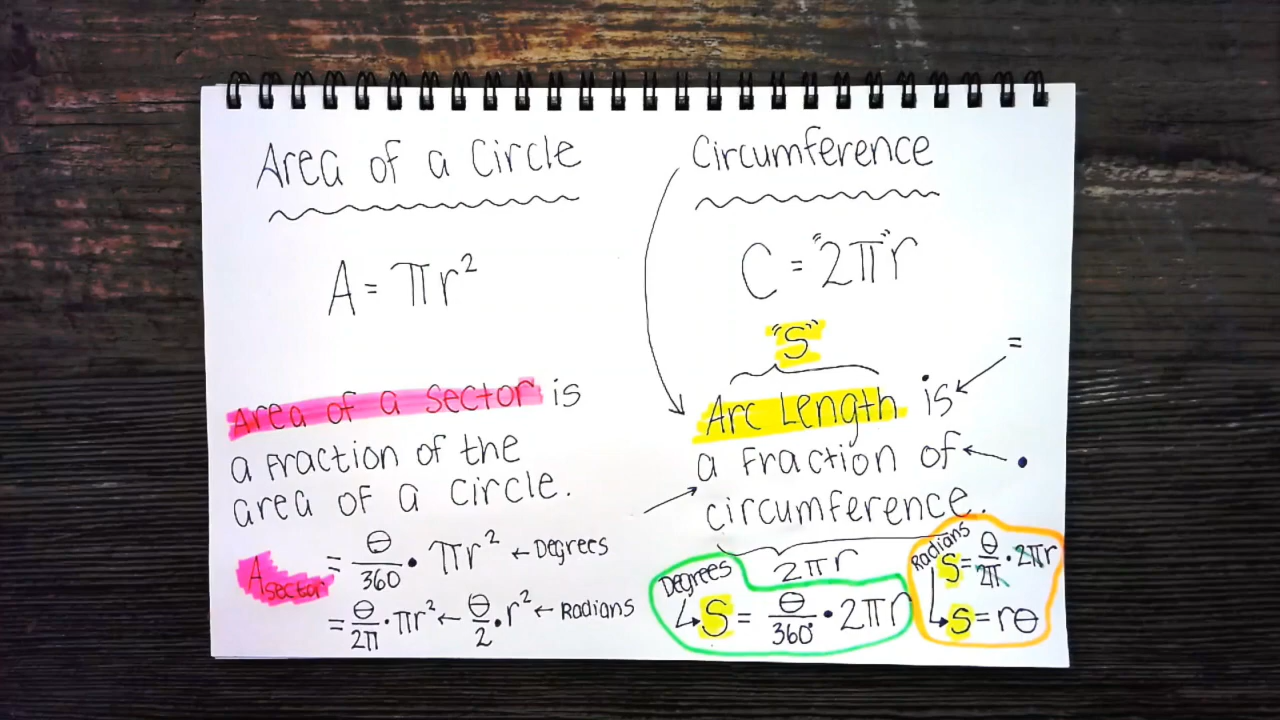 Area of a Circle
A = πr²
Area of a sector is
a fraction of the
area of a circle.
A sector = θ/360 · πr² ← Degrees
= θ/2π · πr² ← θ/2 · r² ← Radians
Circumference
C = "2π"r
"S"
=
Arc Length is
a fraction of ← •
circumference.
2πr
Degrees
↳ S = θ/360° · 2πr
Radians
S = θ/2π · 2πr
↳ S = rθ